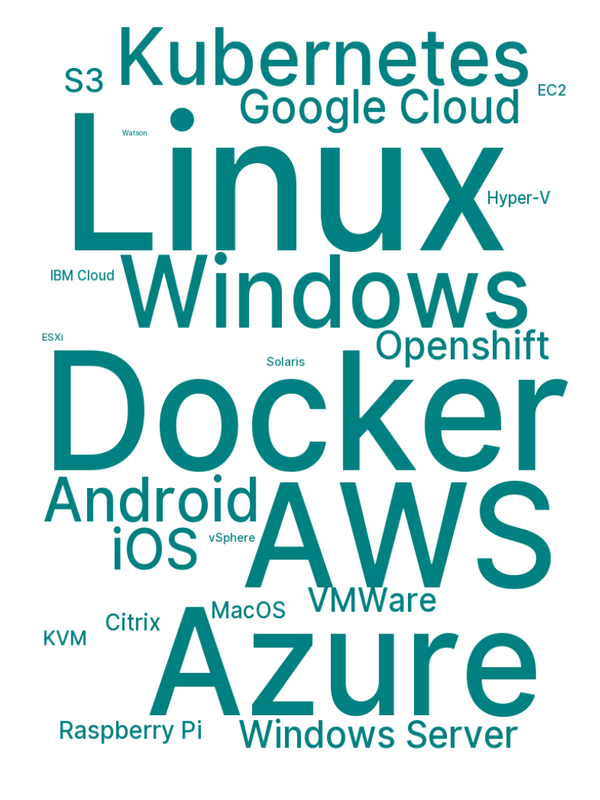 Kubernetes
S3
EC2
Google Cloud
Watson
Linux
Hyper-V
IBM Cloud
Windows
ESXi
Openshift
Solaris
Docker
Android
AWS
iOS
vSphere
VMWare
MacOS
Citrix
KVM
Azure
Raspberry Pi
Windows Server